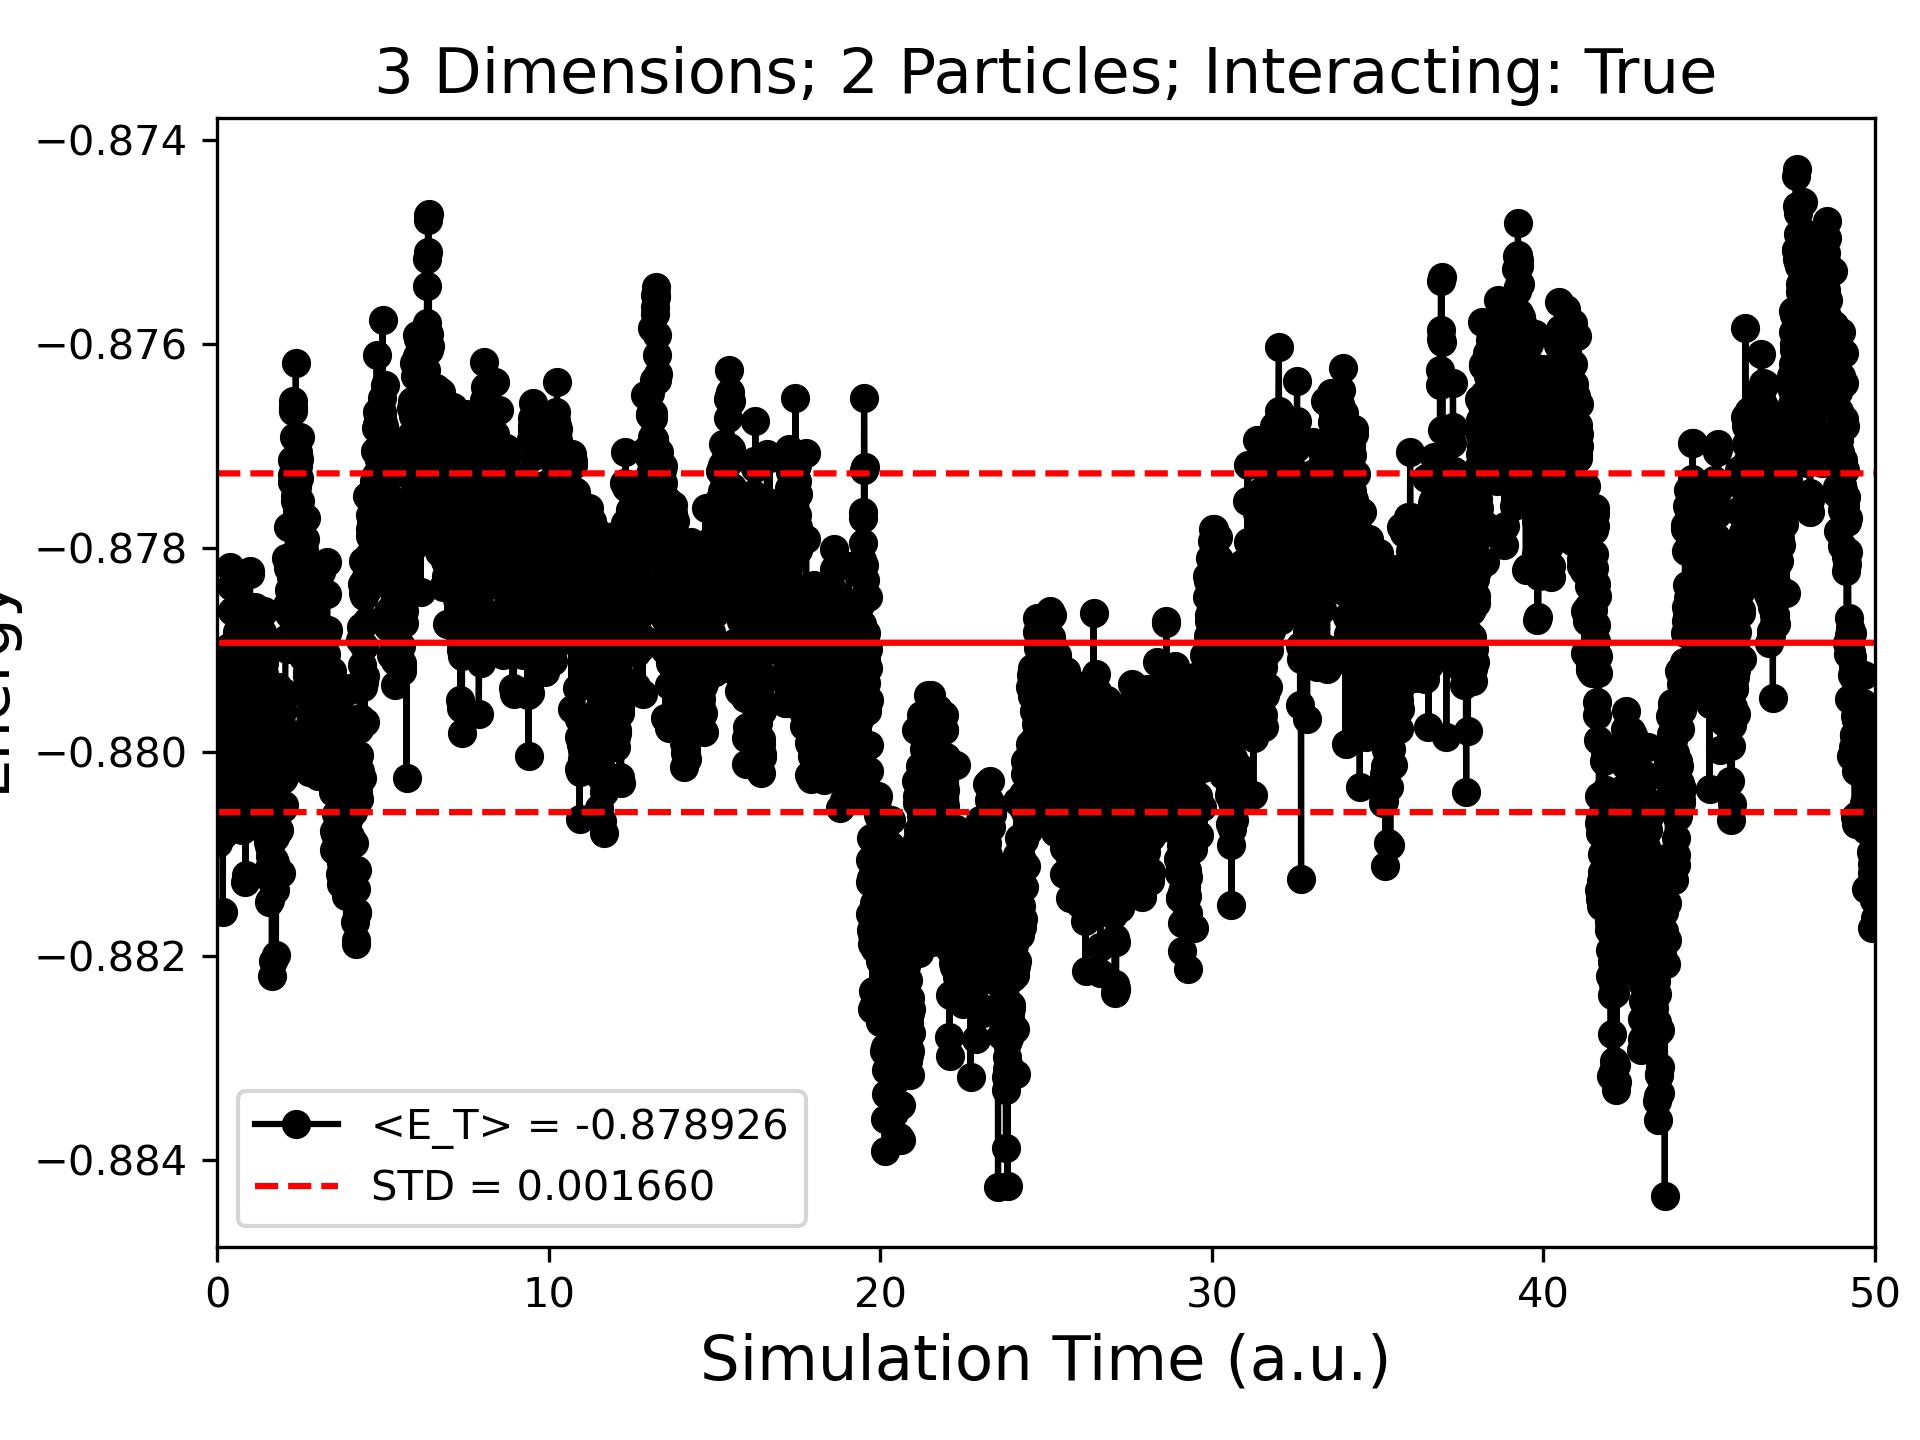 3 Dimensions; 2 Particles; Interacting: True
−0.874
−0.876
−0.878
−0.880
−0.882
−0.884
<E_T> = -0.878926
STD = 0.001660
0 10 20 30 40 50
Simulation Time (a.u.)